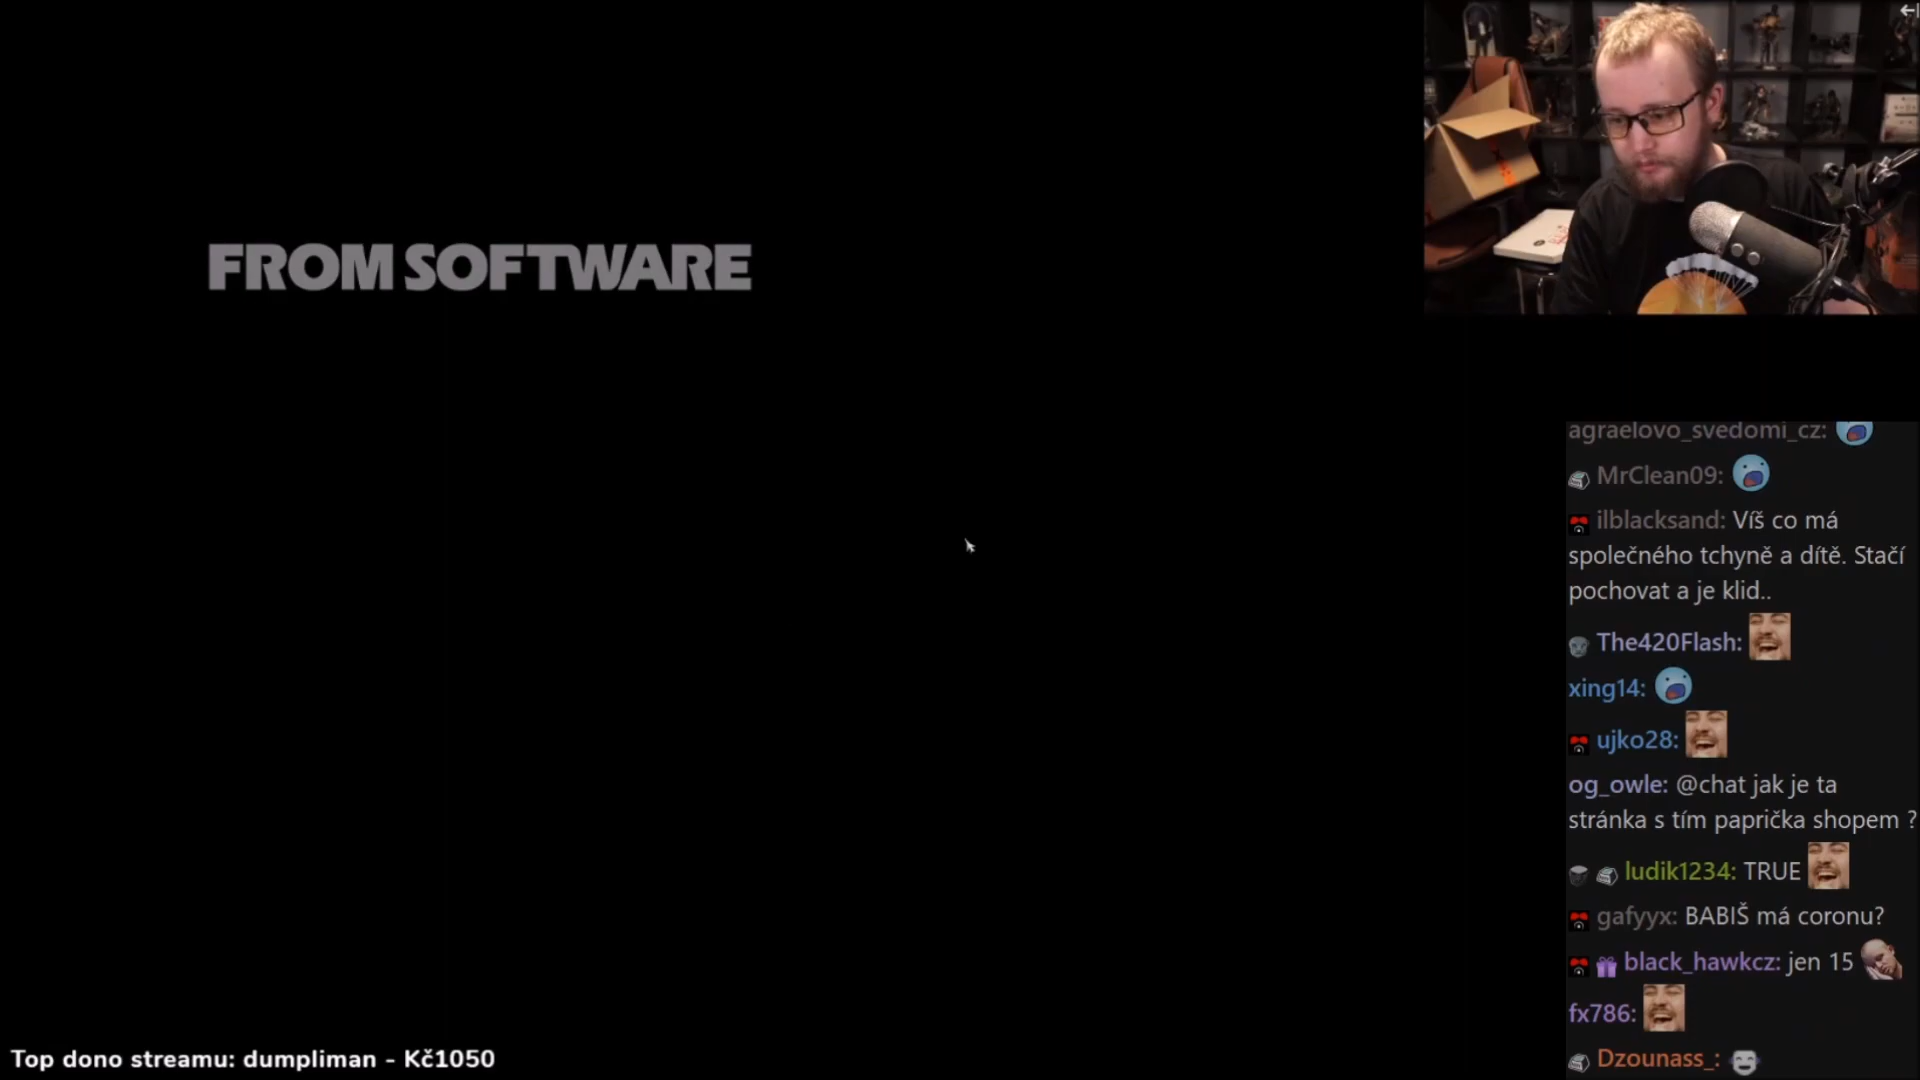 FROMSOFTWARE
agraelovo_svedomi_cz:
MrClean09:
ilblacksand: Víš co má
společného tchyně a dítě. Stačí
pochovat a je klid..
The420Flash:
xing14:
ujko28:
og_owle: @chat jak je ta
stránka s tím paprička shopem ?
ludik1234: TRUE
gafyyx: BABIŠ má coronu?
black_hawkcz: jen 15
fx786:
Dzounass_:
Top dono streamu: dumpliman - Kč1050